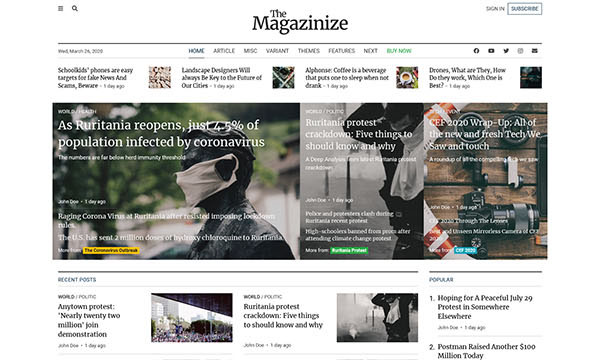 The
Magazinize
SIGN IN SUBSCRIBE
Wed, March 26, 2020
HOME ARTICLE MISC VARIANT THEMES FEATURES NEXT BUY NOW
Schoolkids' phones are easy
targets for fake News And
Scams, Beware • 1 day ago
Landscape Designers Will
Always Be Key to the Future of
Our Cities • 1 day ago
Alphonse: Coffee is a beverage
that puts one to sleep when not
drank • 1 day ago
Drones, What are They, How
Do they work, Which One is
Best? • 1 day ago
WORLD / HEALTH
As Ruritania reopens, just 4.5% of
population infected by coronavirus
The numbers are far below herd immunity threshold
John Doe • 1 day ago
Raging Corona Virus at Ruritania after resisted imposing lockdown
rules.
The U.S. has sent 2 million doses of hydroxy chloroquine to Ruritania
More from The Coronavirus Outbreak
WORLD / POLITIC
Ruritania protest
crackdown: Five things to
should know and why
A Deep Analysis from latest Ruritania protest
crackdown.
John Doe • 1 day ago
Police and protesters clash during
Ruritania recent protest
High-schoolers banned from prom after
attending climate change protest
More from Ruritania Protest
EVENT
CEF 2020 Wrap-Up: All of
the new and fresh Tech We
Saw and touch
A roundup of all the compelling tech we saw
John Doe • 1 day ago
CEF 2020 Through The Lenses
Best and Unseen Mirrorless Camera of CEF
More from CEF 2020
RECENT POSTS
WORLD / POLITIC
Anytown protest:
'Nearly twenty two
million' join
demonstration
John Doe • 1 day ago
WORLD / POLITIC
Ruritania protest
crackdown: Five things to
should know and why
John Doe • 1 day ago
POPULAR
1. Hoping for A Peaceful July 29
Protest in Somewhere
Elsewhere
John Doe • 1 day ago
2. Postman Raised Another $100
Million Today